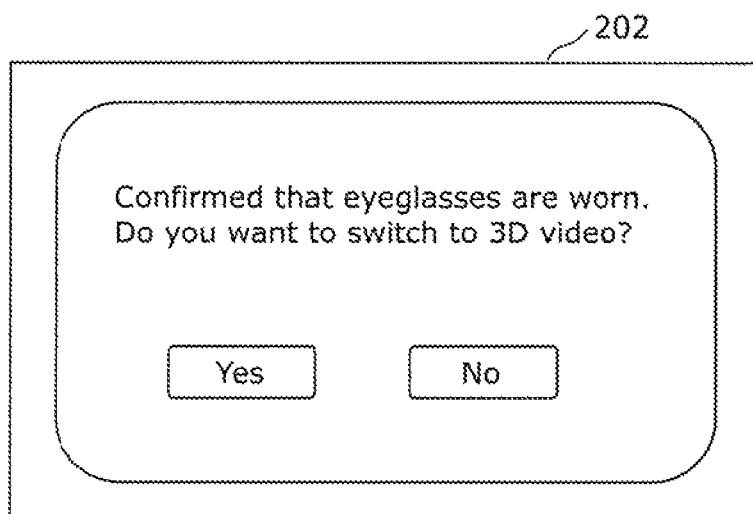 202
Confirmed that eyeglasses are worn.
Do you want to switch to 3D video?
Yes No